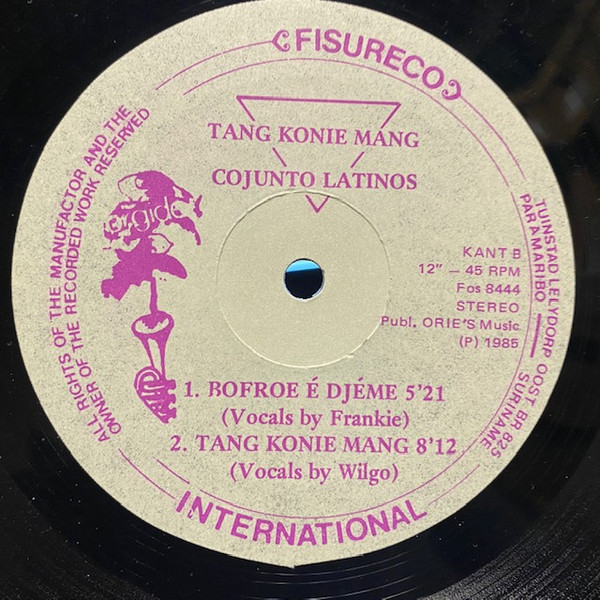 FISURECO
TANG KONIE MANG
COJUNTO LATINOS
KANT B
12" — 45 RPM
Fos 8444
STEREO
Publ. ORIE'S Music
(P) 1985
1. BOFROE É DJÉME 5'21
(Vocals by Frankie)
2. TANG KONIE MANG 8'12
(Vocals by Wilgo)
INTERNATIONAL
ALL RIGHTS OF THE MANUFACTOR AND THE
OWNER OF THE RECORDED WORK RESERVED
TUINSTAD LELYDORP OOST BR 825
PARAMARIBO — SURINAME